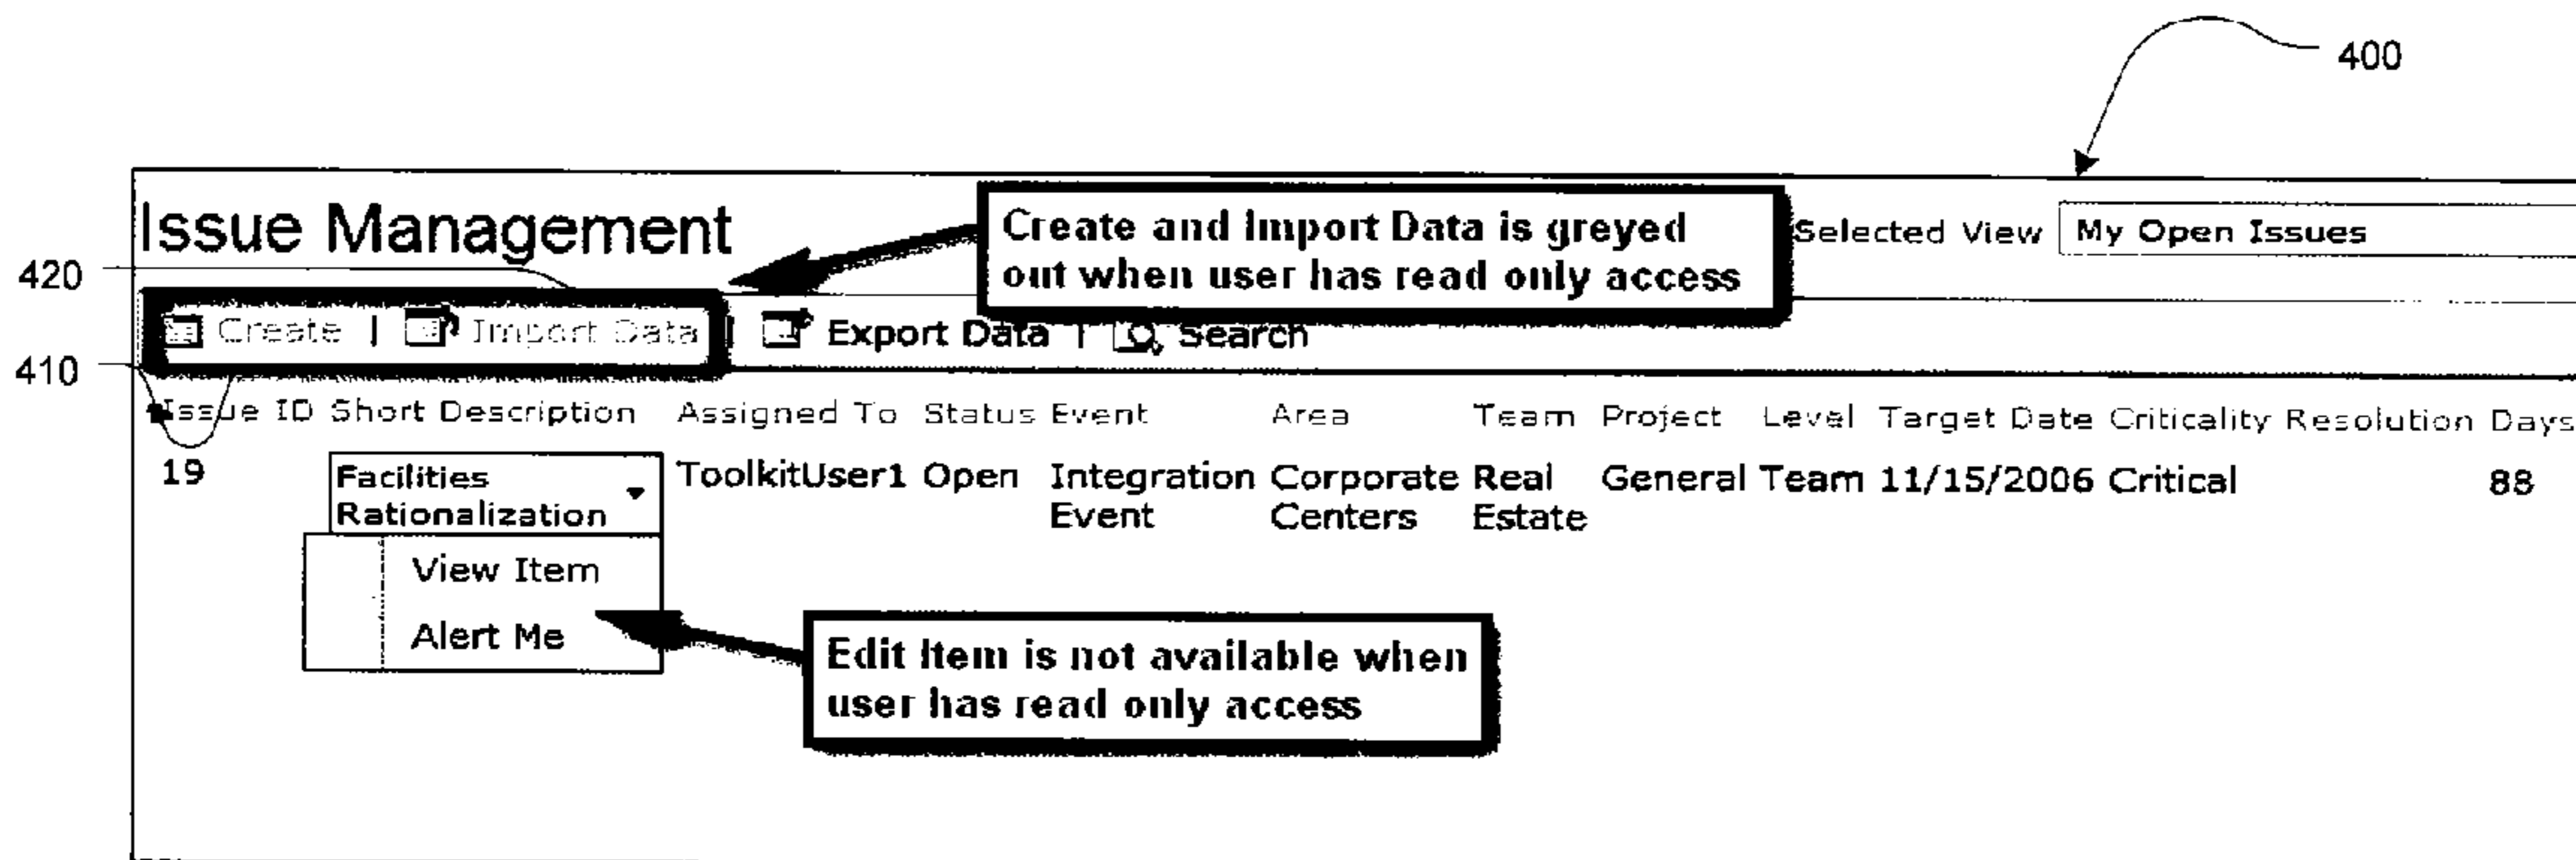 400
Issue Management
Create and Import Data is greyed
out when user has read only access
Selected View My Open Issues
420
Create | Import Data | Export Data | Search
410
Issue ID Short Description Assigned To Status Event Area Team Project Level Target Date Criticality Resolution Days
19 Facilities ToolkitUser1 Open Integration Corporate Real General Team 11/15/2006 Critical 88
Rationalization Event Centers Estate
View Item
Alert Me
Edit Item is not available when
user has read only access